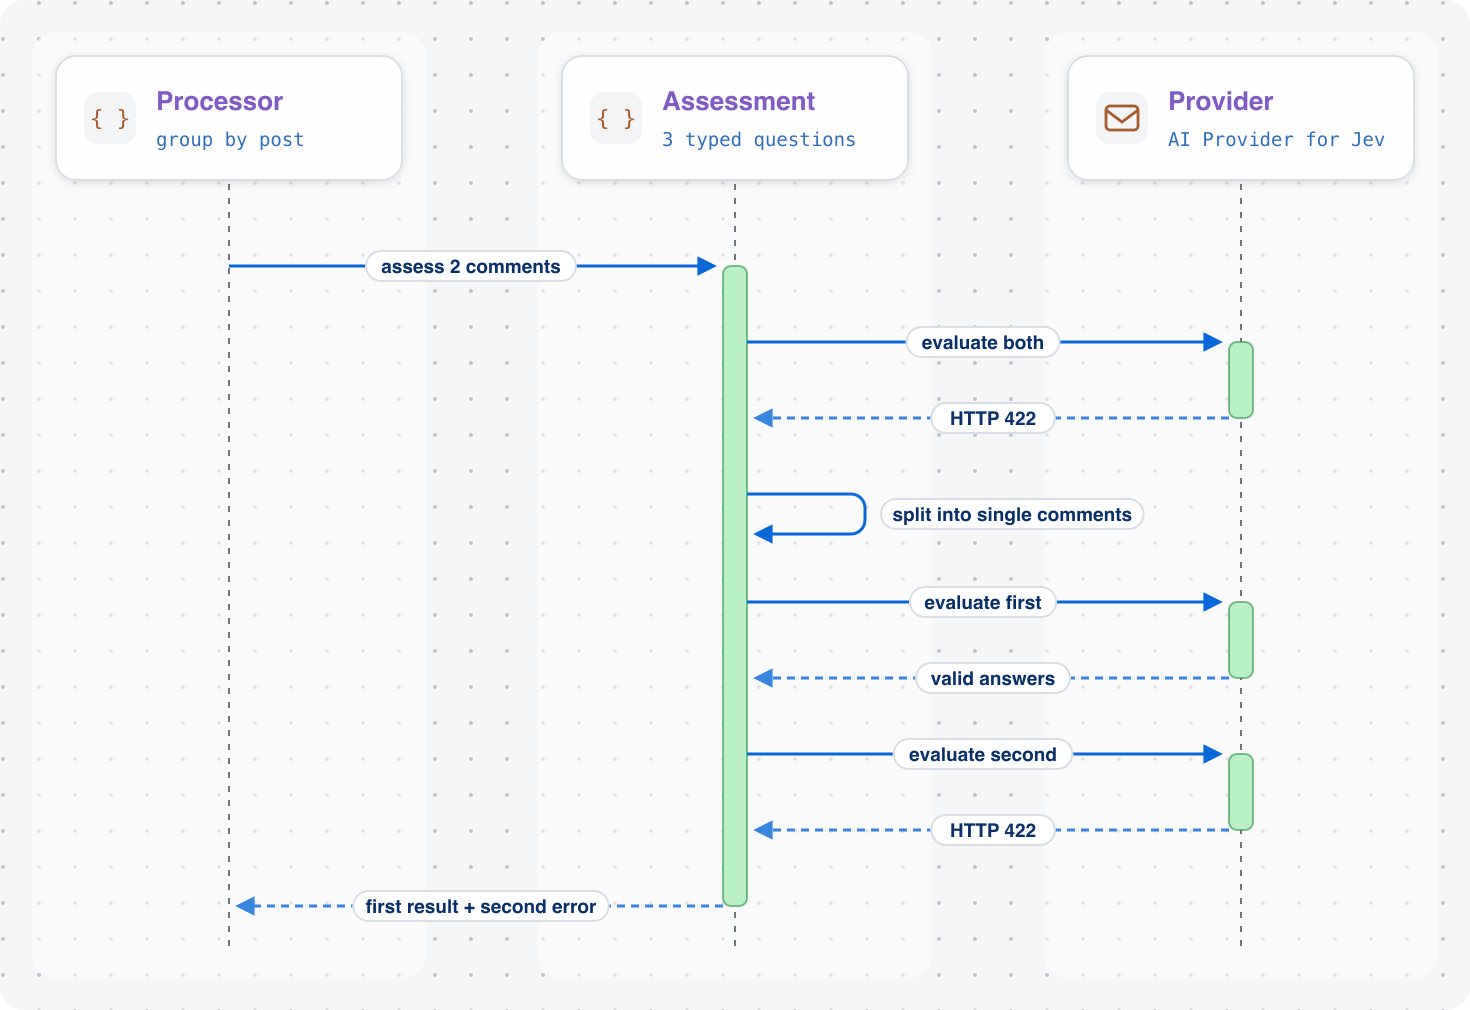 { }
Processor
group by post
{ }
Assessment
3 typed questions
Provider
AI Provider for Jev
assess 2 comments
evaluate both
HTTP 422
split into single comments
evaluate first
valid answers
evaluate second
HTTP 422
first result + second error